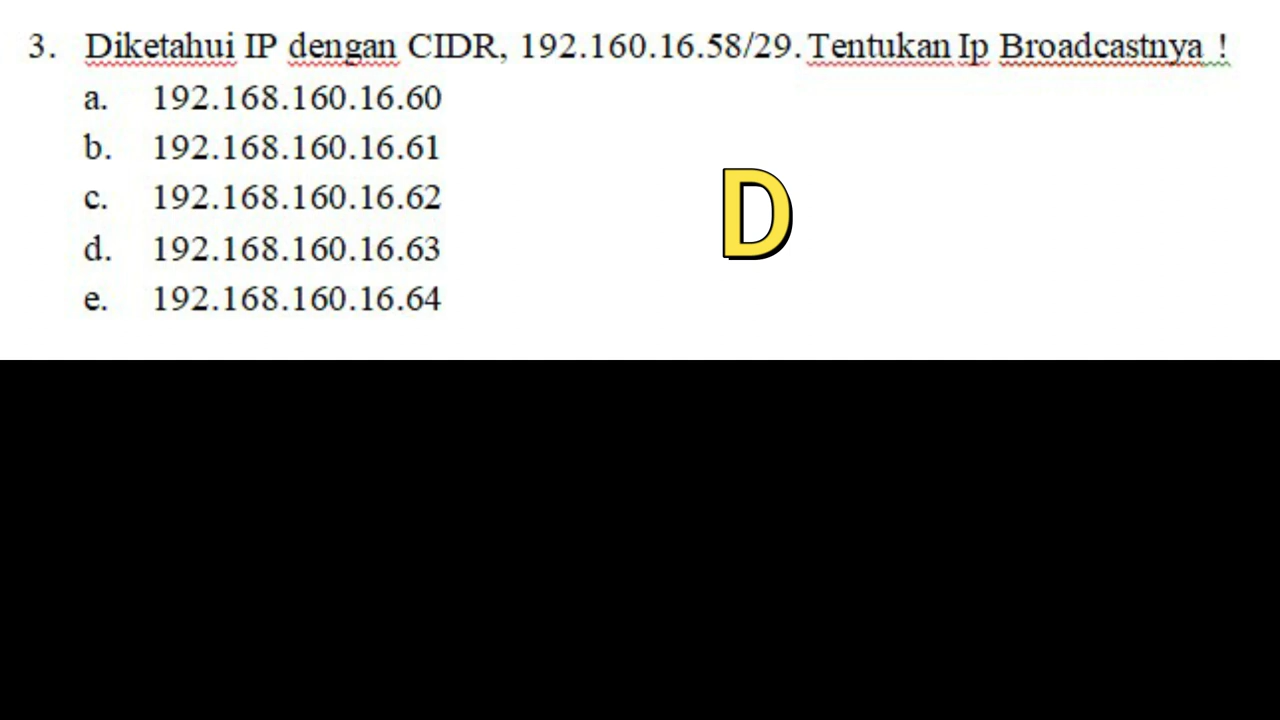 3. Diketahui IP dengan CIDR, 192.160.16.58/29. Tentukan Ip Broadcastnya !
a. 192.168.160.16.60
b. 192.168.160.16.61
c. 192.168.160.16.62
d. 192.168.160.16.63
e. 192.168.160.16.64
D